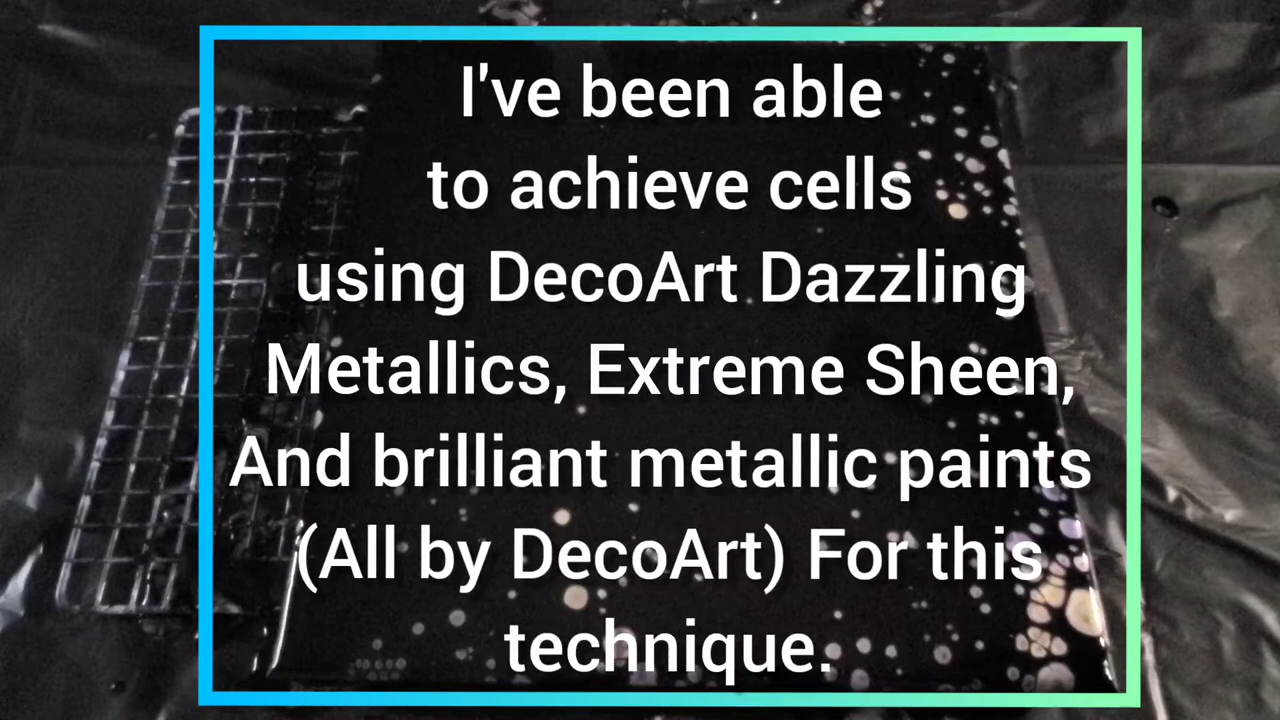 I've been able
to achieve cells
using DecoArt Dazzling
Metallics, Extreme Sheen,
And brilliant metallic paints
(All by DecoArt) For this
technique.